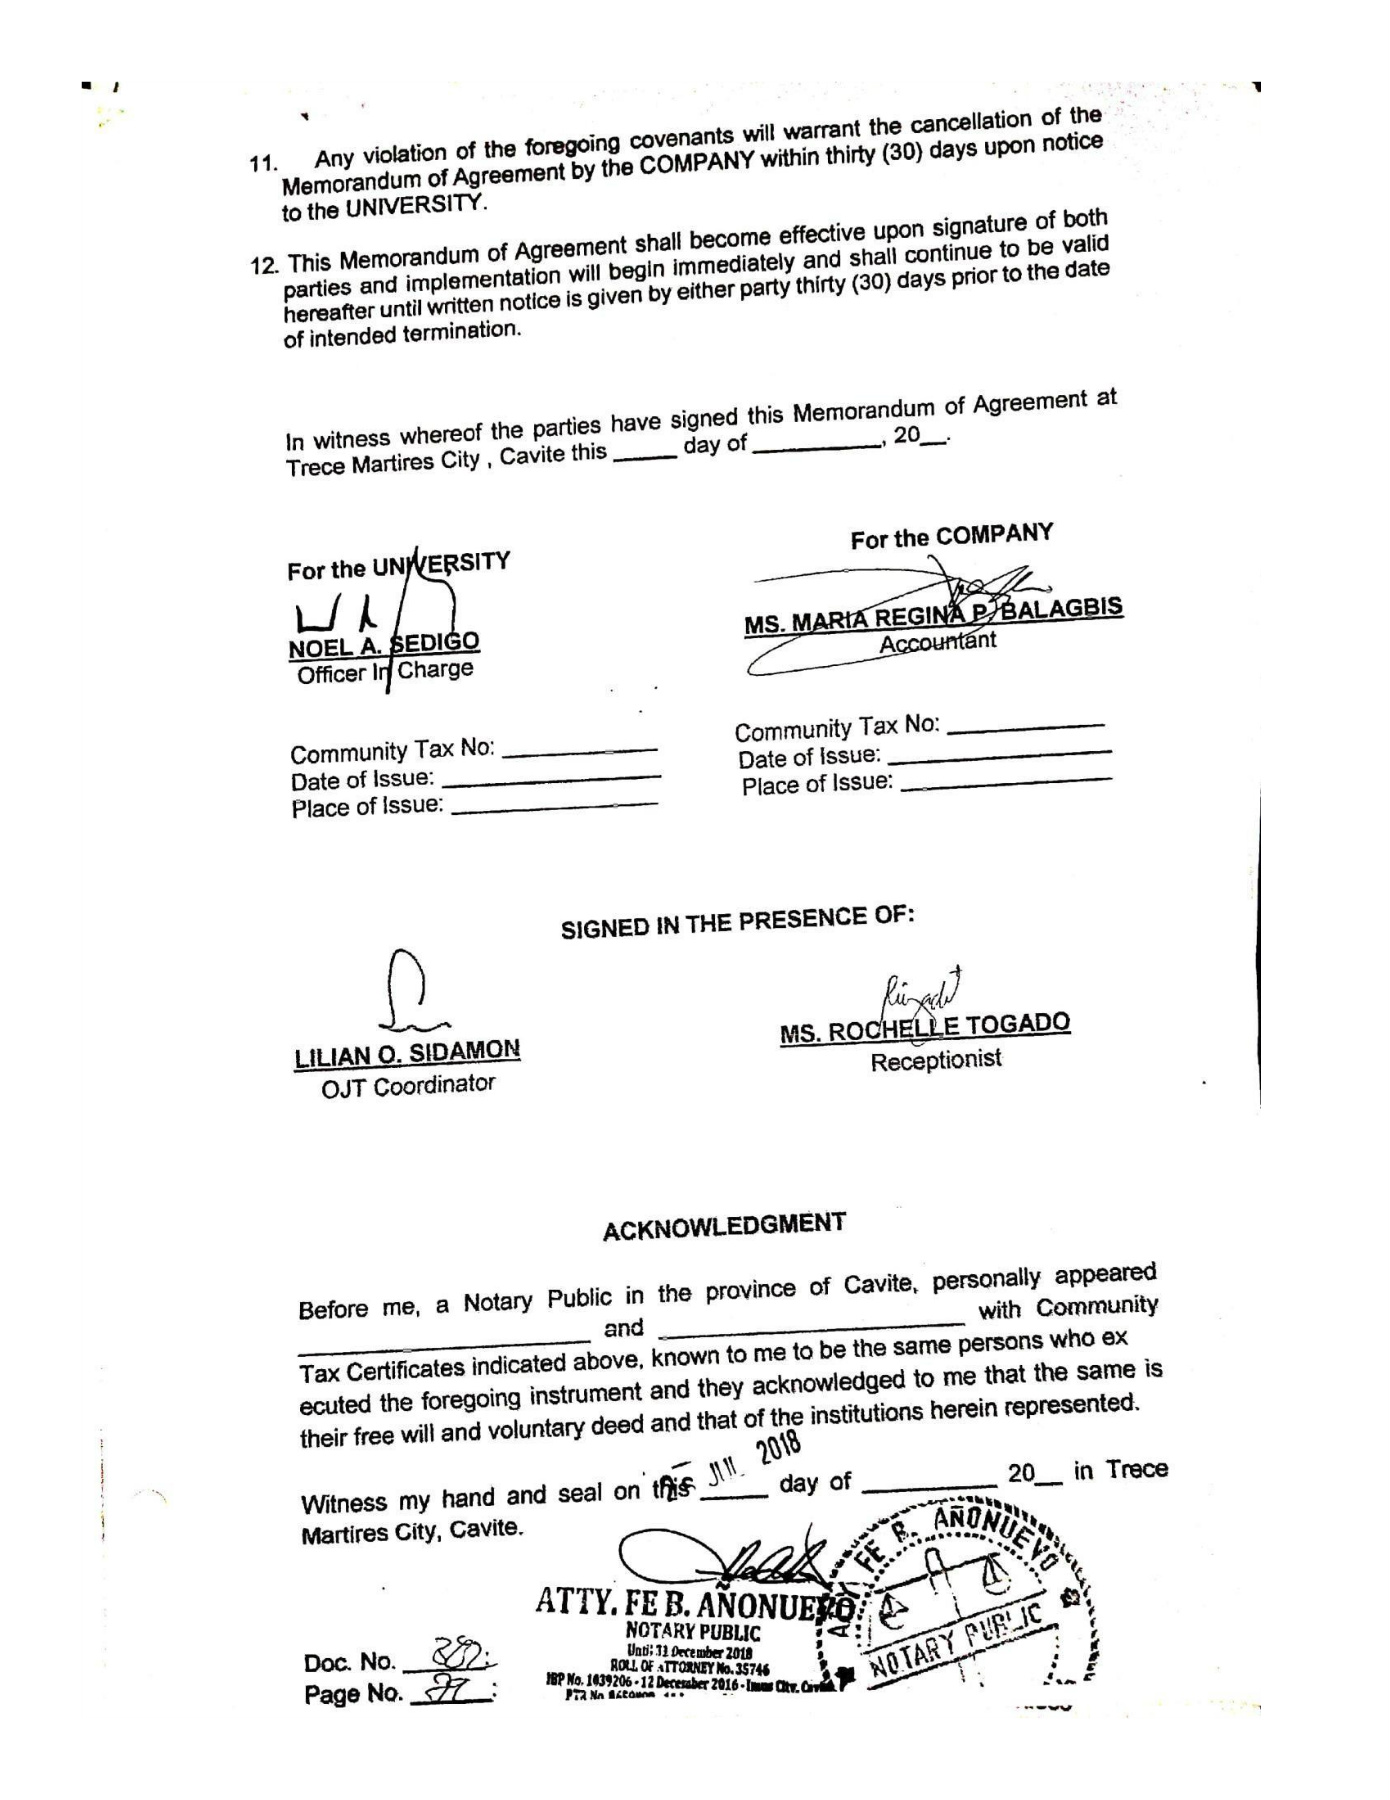 11. Any violation of the foregoing covenants will warrant the cancellation of the
Memorandum of Agreement by the COMPANY within thirty (30) days upon notice
to the UNIVERSITY.
12. This Memorandum of Agreement shall become effective upon signature of both
parties and implementation will begin immediately and shall continue to be valid
hereafter until written notice is given by either party thirty (30) days prior to the date
of intended termination.
In witness whereof the parties have signed this Memorandum of Agreement at
Trece Martires City , Cavite this _____ day of __________, 20__.
For the UNIVERSITY
For the COMPANY
NOEL A. SEDIGO
MS. MARIA REGINA P. BALAGBIS
Officer In Charge
Accountant
Community Tax No: ____________
Community Tax No: ____________
Date of Issue: _________________
Date of Issue: _________________
Place of Issue: ________________
Place of Issue: ________________
SIGNED IN THE PRESENCE OF:
LILIAN O. SIDAMON
MS. ROCHELLE TOGADO
OJT Coordinator
Receptionist
ACKNOWLEDGMENT
Before me, a Notary Public in the province of Cavite, personally appeared
______________________ and _______________________ with Community
Tax Certificates indicated above, known to me to be the same persons who ex
ecuted the foregoing instrument and they acknowledged to me that the same is
their free will and voluntary deed and that of the institutions herein represented.
JUL 2018
Witness my hand and seal on this _____ day of __________ 20__ in Trece
Martires City, Cavite.
ATTY. FE B. AÑONUEVO
NOTARY PUBLIC
Until 31 December 2018
ROLL OF ATTORNEY No. 35746
IBP No. 1039206 - 12 December 2016 - Imus City, Cavite
ATTY FE B. AÑONUEVO
NOTARY PUBLIC
Doc. No.
Page No. 77;